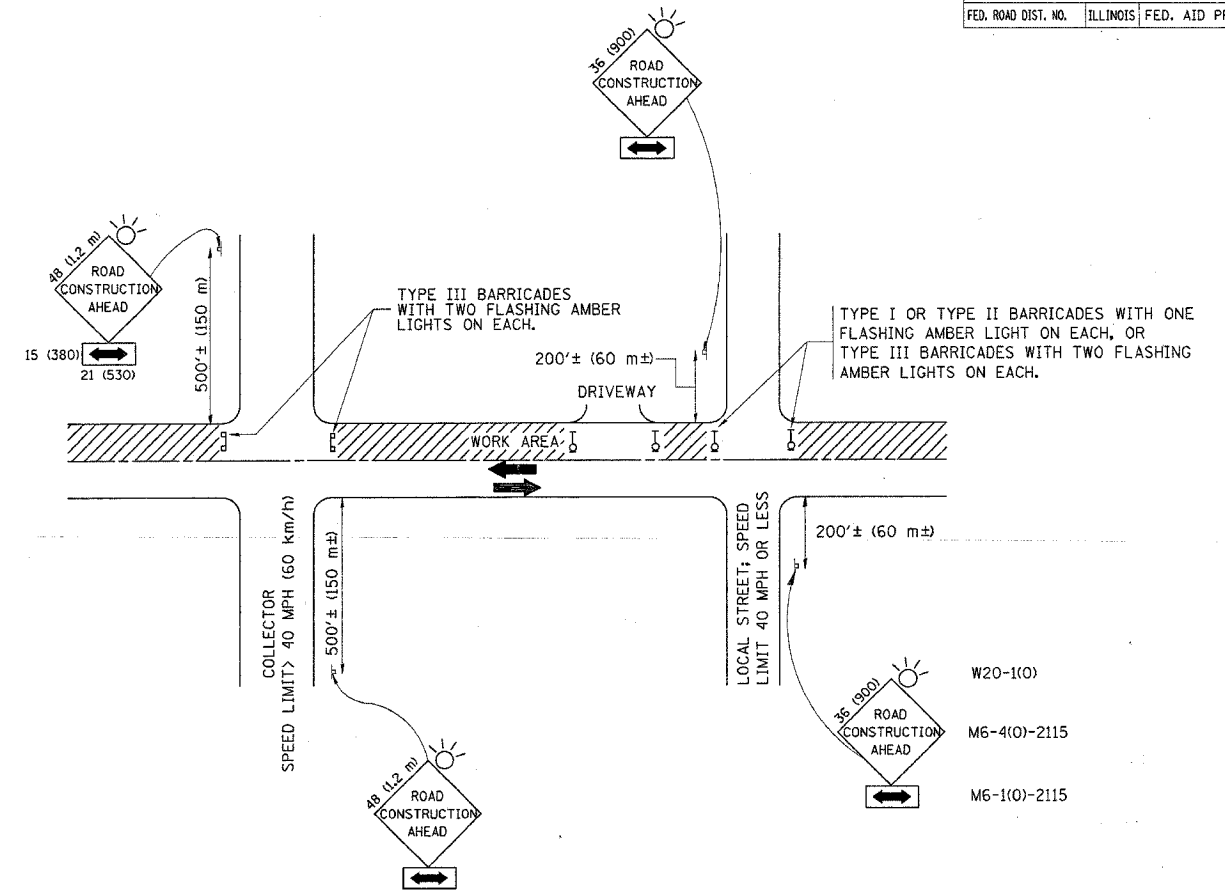 FED. ROAD DIST. NO. ILLINOIS FED. AID
36 (900)
ROAD
CONSTRUCTION
AHEAD
48 (1.2 m)
ROAD
CONSTRUCTION
AHEAD
15 (380)
21 (530)
500'± (150 m)
TYPE III BARRICADES
WITH TWO FLASHING AMBER
LIGHTS ON EACH.
200'± (60 m±)
DRIVEWAY
TYPE I OR TYPE II BARRICADES WITH ONE
FLASHING AMBER LIGHT ON EACH, OR
TYPE III BARRICADES WITH TWO FLASHING
AMBER LIGHTS ON EACH.
WORK AREA
COLLECTOR
SPEED LIMIT> 40 MPH (60 km/h)
500'± (150 m±)
LOCAL STREET; SPEED
LIMIT 40 MPH OR LESS
200'± (60 m±)
36 (900)
ROAD
CONSTRUCTION
AHEAD
W20-1(O)
M6-4(O)-2115
M6-1(O)-2115
48 (1.2 m)
ROAD
CONSTRUCTION
AHEAD